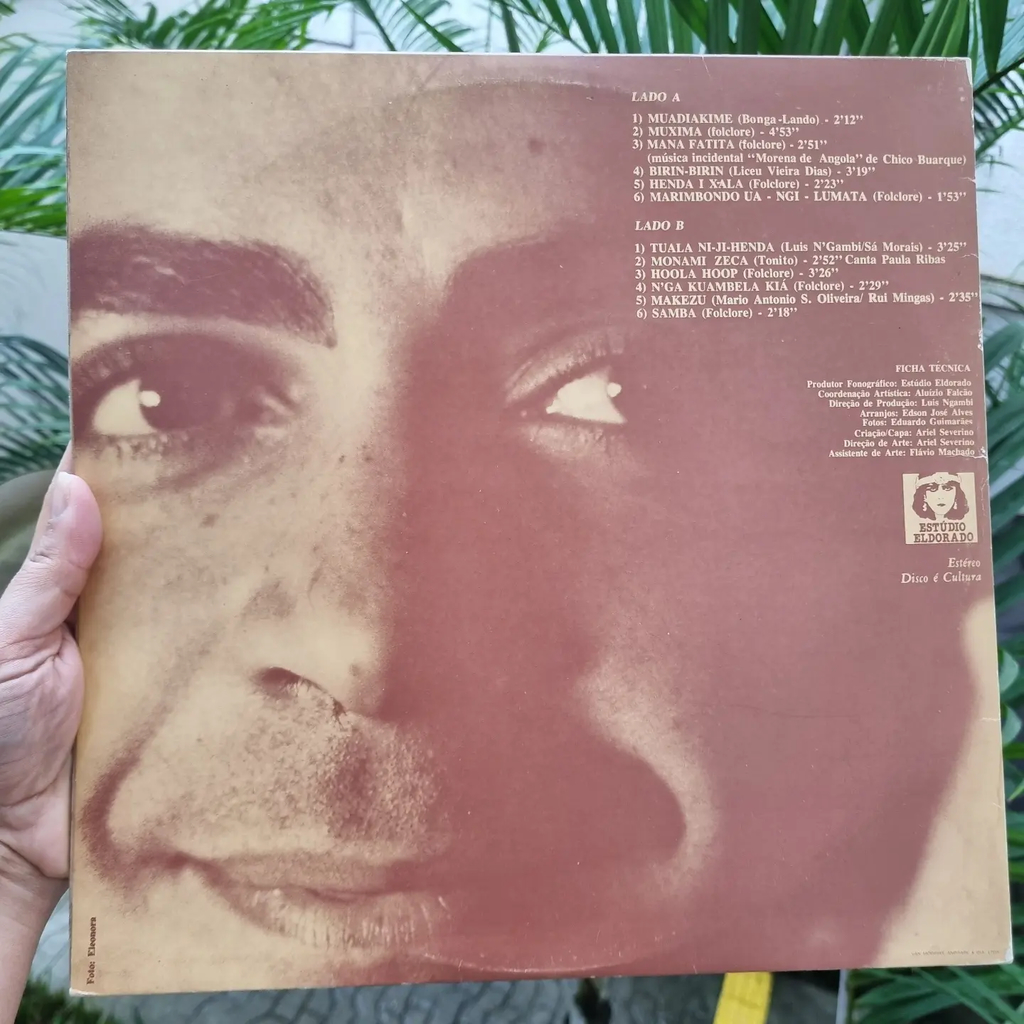 LADO A
1) MUADIAKIME (Bonga-Lando) - 2'12''
2) MUXIMA (folclore) - 4'53''
3) MANA FATITA (folclore) - 2'51''
(música incidental "Morena de Angola" de Chico Buarque)
4) BIRIN-BIRIN (Liceu Vieira Dias) - 3'19''
5) HENDA I XALA (Folclore) - 2'23''
6) MARIMBONDO UA - NGI - LUMATA (Folclore) - 1'53''
LADO B
1) TUALA NI-JI-HENDA (Luis N'Gambi/Sá Morais) - 3'25''
2) MONAMI ZECA (Tonito) - 2'52'' Canta Paula Ribas
3) HOOLA HOOP (Folclore) - 3'26''
4) N'GA KUAMBELA KIÁ (Folclore) - 2'29''
5) MAKEZU (Mario Antonio S. Oliveira/ Rui Mingas) - 2'35''
6) SAMBA (Folclore) - 2'18''
FICHA TÉCNICA
Produtor Fonográfico: Estúdio Eldorado
Coordenação Artística: Aluízio Falcão
Direção de Produção: Luis Ngambi
Arranjos: Edson José Alves
Fotos: Eduardo Guimarães
Criação/Capa: Ariel Severino
Direção de Arte: Ariel Severino
Assistente de Arte: Flávio Machado
ESTÚDIO
ELDORADO
Estéreo
Disco é Cultura
Foto: Eleonora